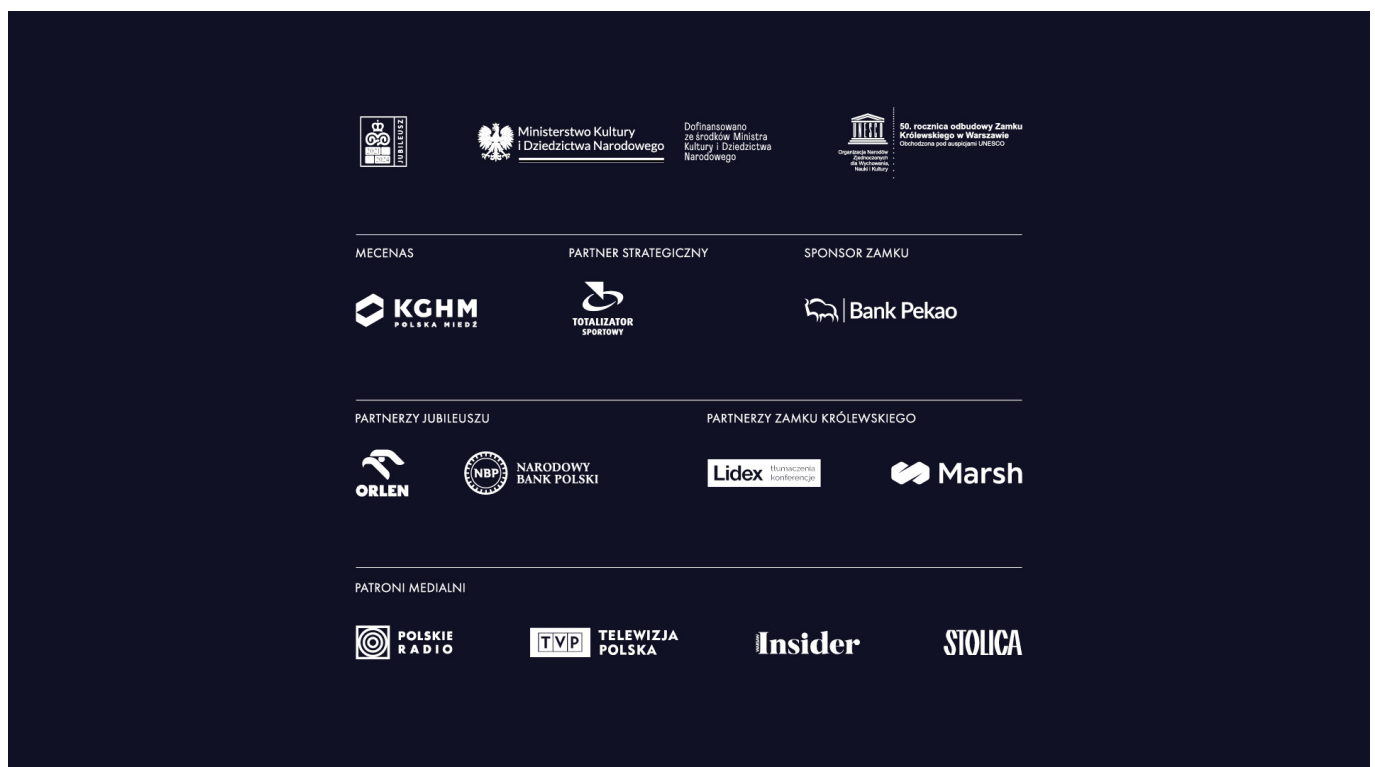 JUBILEUSZ
Ministerstwo Kultury
i Dziedzictwa Narodowego
Dofinansowano
ze środków Ministra
Kultury i Dziedzictwa
Narodowego
UNESCO
Organizacja Narodów
Zjednoczonych
dla Wychowania,
Nauki i Kultury
50. rocznica odbudowy Zamku
Królewskiego w Warszawie
Obchodzona pod auspicjami UNESCO
MECENAS
PARTNER STRATEGICZNY
SPONSOR ZAMKU
KGHM
POLSKA MIEDŹ
TOTALIZATOR
SPORTOWY
Bank Pekao
PARTNERZY JUBILEUSZU
PARTNERZY ZAMKU KRÓLEWSKIEGO
ORLEN
NBP
NARODOWY
BANK POLSKI
Lidex
tłumaczenia
konferencje
Marsh
PATRONI MEDIALNI
POLSKIE
RADIO
TVP
TELEWIZJA
POLSKA
Insider
STOLICA